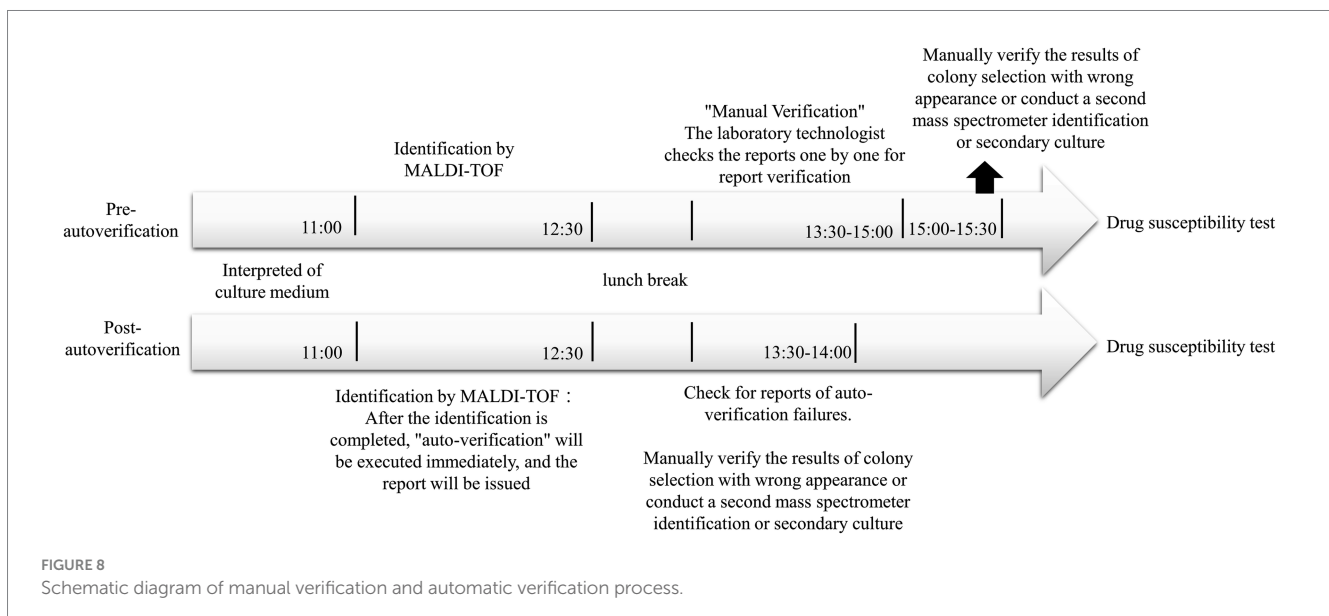 Manually verify the results of
colony selection with wrong
appearance or conduct a second
mass spectrometer identification
or secondary culture
"Manual Verification"
The laboratory technologist
checks the reports one by one for
report verification
Identification by
MALDI-TOF
Pre-
autoverification
11:00
12:30
13:30-15:00
15:00-15:30
Drug susceptibility test
Interpreted of
culture medium
lunch break
Post-
autoverification
11:00
12:30
13:30-14:00
Drug susceptibility test
Identification by MALDI-TOF：
After the identification is
completed, "auto-verification" will
be executed immediately, and the
report will be issued
Check for reports of auto-
verification failures.
Manually verify the results of colony
selection with wrong appearance or
conduct a second mass spectrometer
identification or secondary culture
FIGURE 8
Schematic diagram of manual verification and automatic verification process.